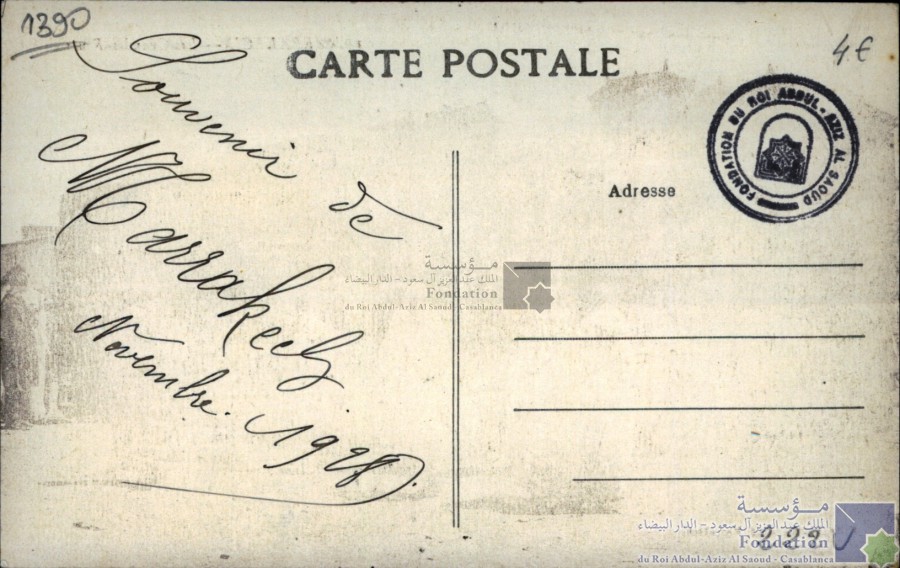 1390
CARTE POSTALE
4€
Souvenir
de
Marrakech
Novembre 1928.
FONDATION DU ROI ABDUL-AZIZ AL SAOUD
Adresse
مؤسسة
الملك عبد العزيز آل سعود - الدار البيضاء
Fondation
du Roi Abdul-Aziz Al Saoud - Casablanca
مؤسسة
الملك عبد العزيز آل سعود - الدار البيضاء
Fondation
du Roi Abdul-Aziz Al Saoud - Casablanca